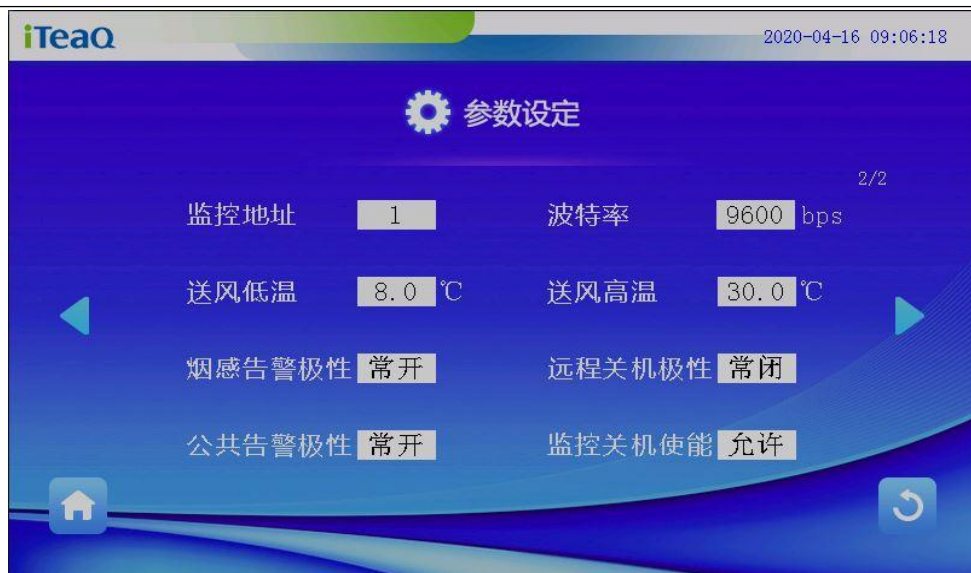 iTeaQ 2020-04-16 09:06:18
参数设定
2/2
监控地址 1 波特率 9600 bps
送风低温 8.0 ℃ 送风高温 30.0 ℃
烟感告警极性 常开 远程关机极性 常闭
公共告警极性 常开 监控关机使能 允许